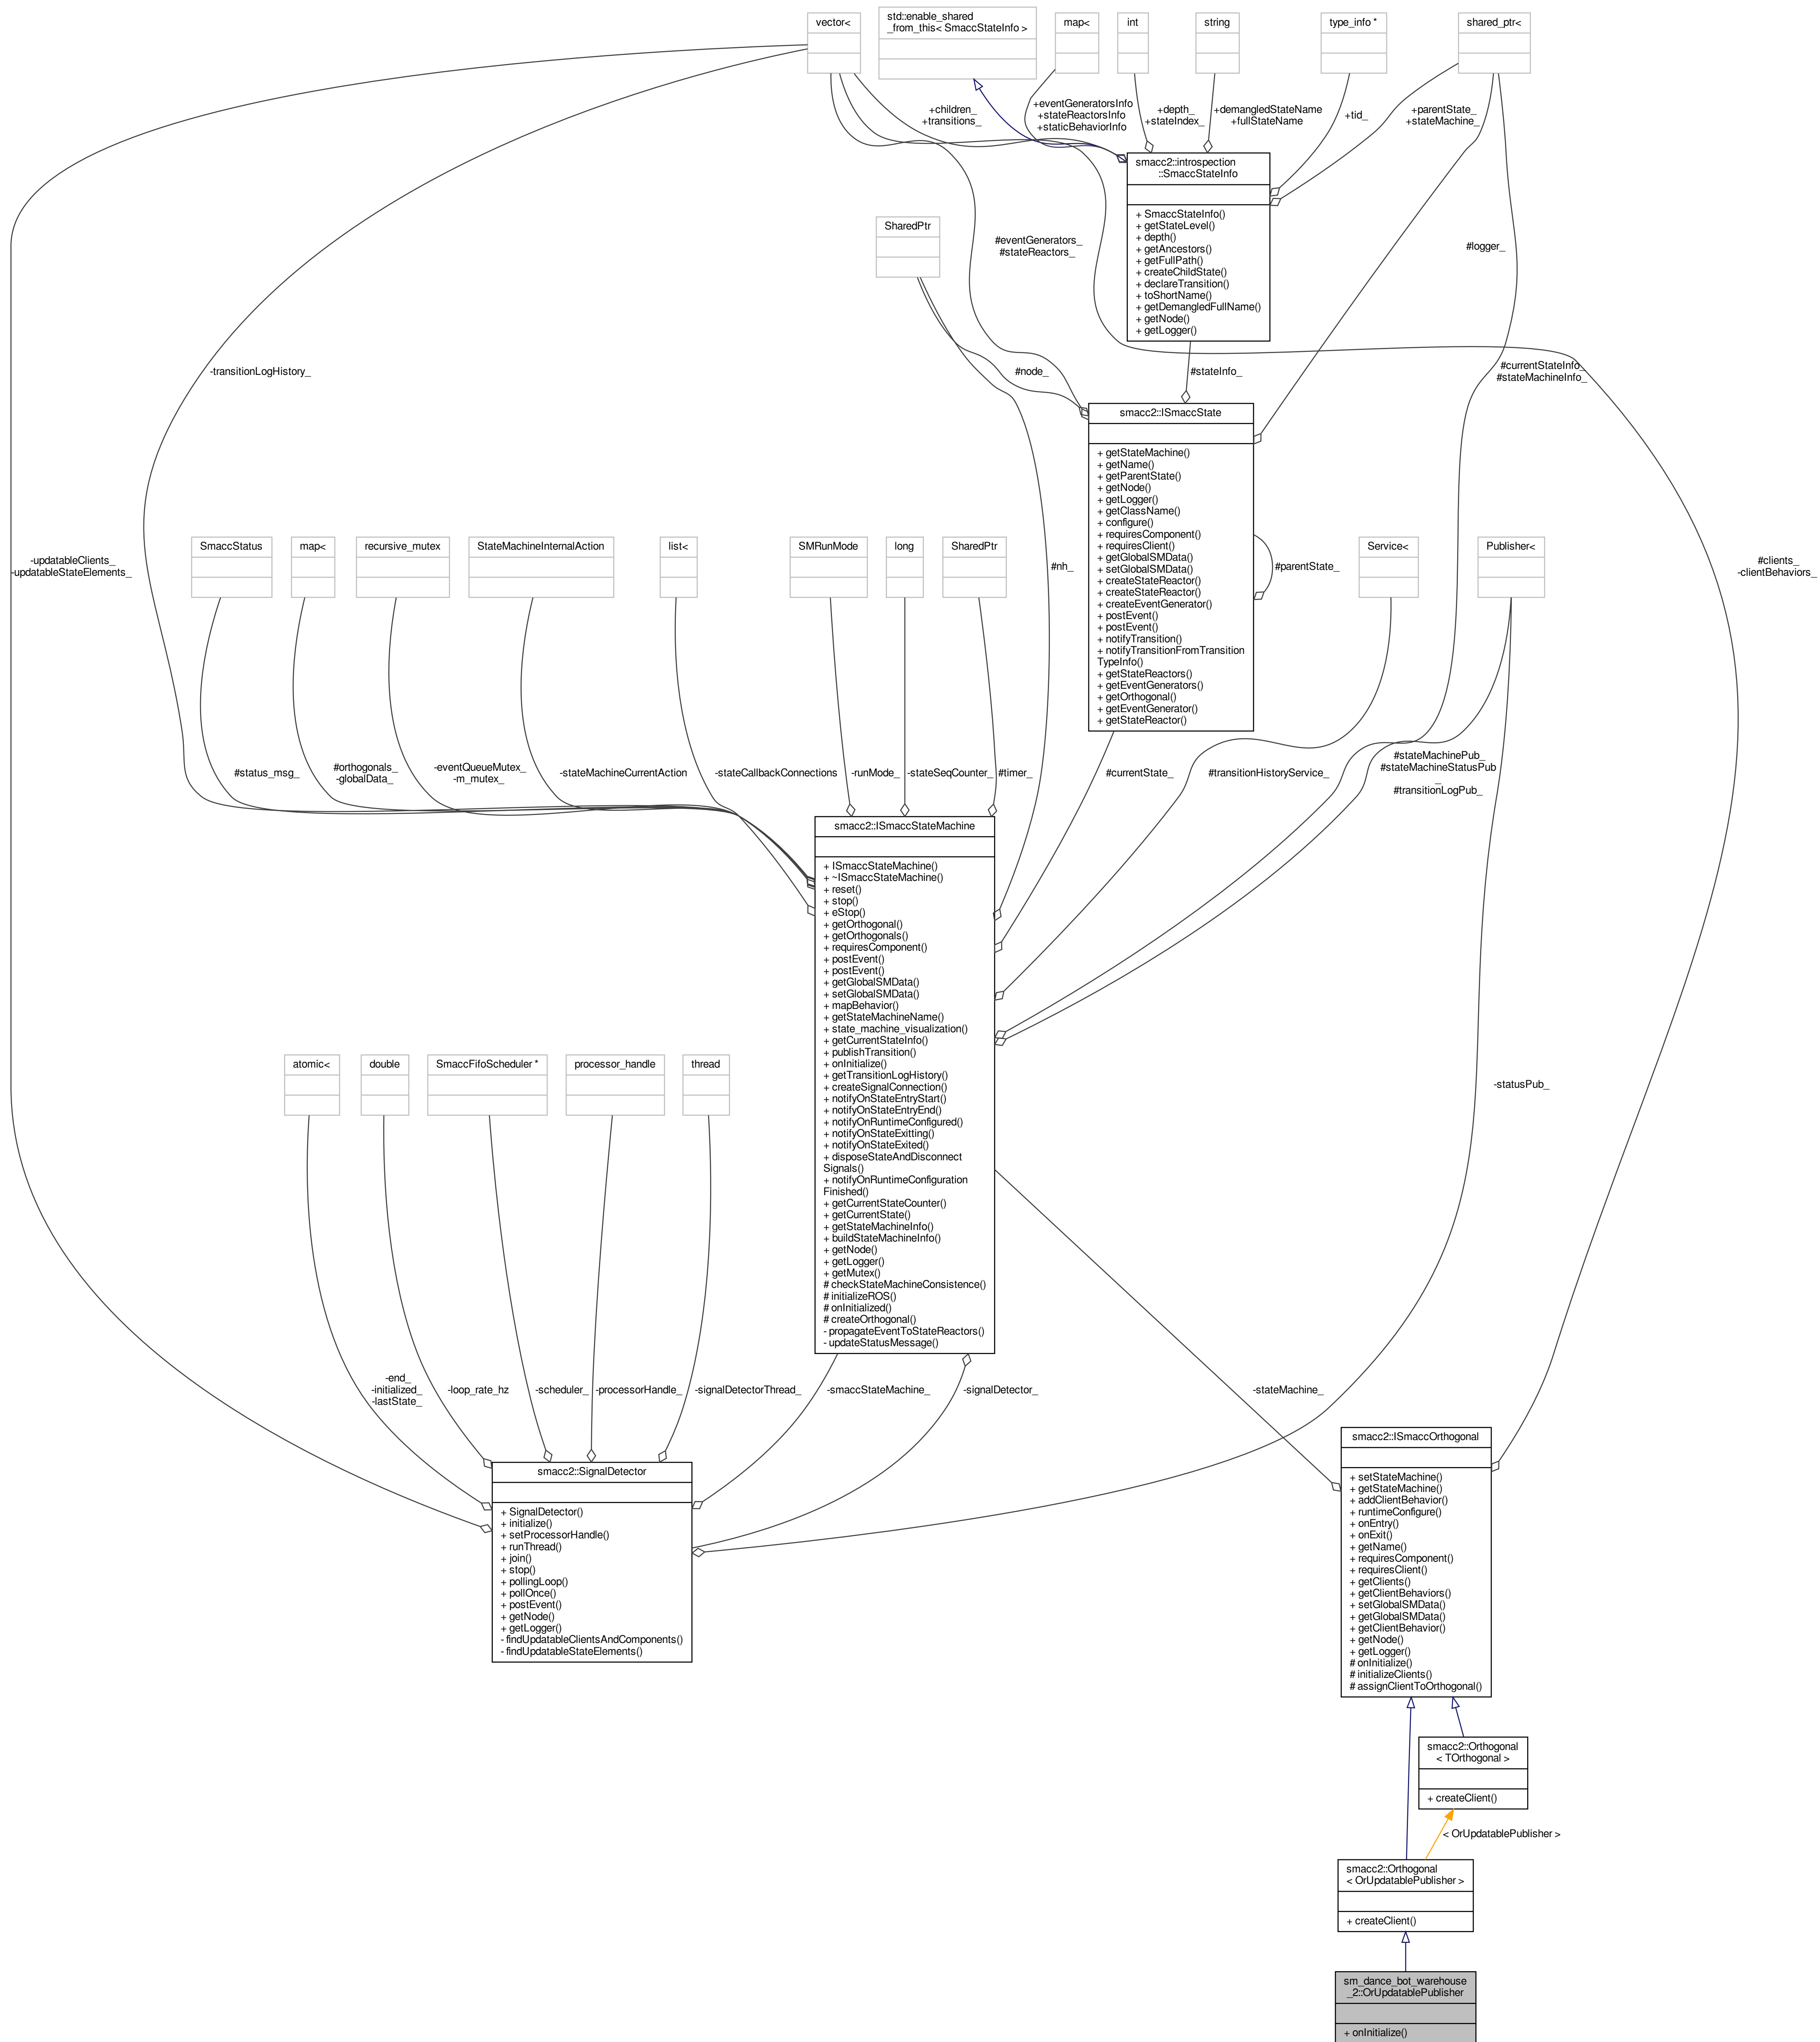 vector<
std::enable_shared
_from_this< SmaccStateInfo >
map<
int
string
type_info *
shared_ptr<
+children_
+transitions_
+eventGeneratorsInfo
+stateReactorsInfo
+staticBehaviorInfo
+depth_
+stateIndex_
+demangledStateName
+fullStateName
+tid_
+parentState_
+stateMachine_
smacc2::introspection
::SmaccStateInfo
+ SmaccStateInfo()
+ getStateLevel()
+ depth()
+ getAncestors()
+ getFullPath()
+ createChildState()
+ declareTransition()
+ toShortName()
+ getDemangledFullName()
+ getNode()
+ getLogger()
SharedPtr
#eventGenerators_
#stateReactors_
#logger_
-transitionLogHistory_
#node_
#stateInfo_
#currentStateInfo_
#stateMachineInfo_
smacc2::ISmaccState
+ getStateMachine()
+ getName()
+ getParentState()
+ getNode()
+ getLogger()
+ getClassName()
+ configure()
+ requiresComponent()
+ requiresClient()
+ getGlobalSMData()
+ setGlobalSMData()
+ createStateReactor()
+ createStateReactor()
+ createEventGenerator()
+ postEvent()
+ postEvent()
+ notifyTransition()
+ notifyTransitionFromTransition
TypeInfo()
+ getStateReactors()
+ getEventGenerators()
+ getOrthogonal()
+ getEventGenerator()
+ getStateReactor()
#parentState_
-updatableClients_
-updatableStateElements_
SmaccStatus
map<
recursive_mutex
StateMachineInternalAction
list<
SMRunMode
long
SharedPtr
#nh_
Service<
Publisher<
#clients_
-clientBehaviors_
#status_msg_
#orthogonals_
-globalData_
-eventQueueMutex_
-m_mutex_
-stateMachineCurrentAction
-stateCallbackConnections
-runMode_
-stateSeqCounter_
#timer_
#currentState_
#transitionHistoryService_
#stateMachinePub_
#stateMachineStatusPub
_
#transitionLogPub_
smacc2::ISmaccStateMachine
+ ISmaccStateMachine()
+ ~ISmaccStateMachine()
+ reset()
+ stop()
+ eStop()
+ getOrthogonal()
+ getOrthogonals()
+ requiresComponent()
+ postEvent()
+ postEvent()
+ getGlobalSMData()
+ setGlobalSMData()
+ mapBehavior()
+ getStateMachineName()
+ state_machine_visualization()
+ getCurrentStateInfo()
+ publishTransition()
+ onInitialize()
+ getTransitionLogHistory()
+ createSignalConnection()
+ notifyOnStateEntryStart()
+ notifyOnStateEntryEnd()
+ notifyOnRuntimeConfigured()
+ notifyOnStateExitting()
+ notifyOnStateExited()
+ disposeStateAndDisconnect
Signals()
+ notifyOnRuntimeConfiguration
Finished()
+ getCurrentStateCounter()
+ getCurrentState()
+ getStateMachineInfo()
+ buildStateMachineInfo()
+ getNode()
+ getLogger()
+ getMutex()
# checkStateMachineConsistence()
# initializeROS()
# onInitialized()
# createOrthogonal()
- propagateEventToStateReactors()
- updateStatusMessage()
atomic<
double
SmaccFifoScheduler *
processor_handle
thread
-statusPub_
-end_
-initialized_
-lastState_
-loop_rate_hz
-scheduler_
-processorHandle_
-signalDetectorThread_
-smaccStateMachine_
-signalDetector_
-stateMachine_
smacc2::SignalDetector
+ SignalDetector()
+ initialize()
+ setProcessorHandle()
+ runThread()
+ join()
+ stop()
+ pollingLoop()
+ pollOnce()
+ postEvent()
+ getNode()
+ getLogger()
- findUpdatableClientsAndComponents()
- findUpdatableStateElements()
smacc2::ISmaccOrthogonal
+ setStateMachine()
+ getStateMachine()
+ addClientBehavior()
+ runtimeConfigure()
+ onEntry()
+ onExit()
+ getName()
+ requiresComponent()
+ requiresClient()
+ getClients()
+ getClientBehaviors()
+ setGlobalSMData()
+ getGlobalSMData()
+ getClientBehavior()
+ getNode()
+ getLogger()
# onInitialize()
# initializeClients()
# assignClientToOrthogonal()
smacc2::Orthogonal
< TOrthogonal >
+ createClient()
< OrUpdatablePublisher >
smacc2::Orthogonal
< OrUpdatablePublisher >
+ createClient()
sm_dance_bot_warehouse
_2::OrUpdatablePublisher
+ onInitialize()